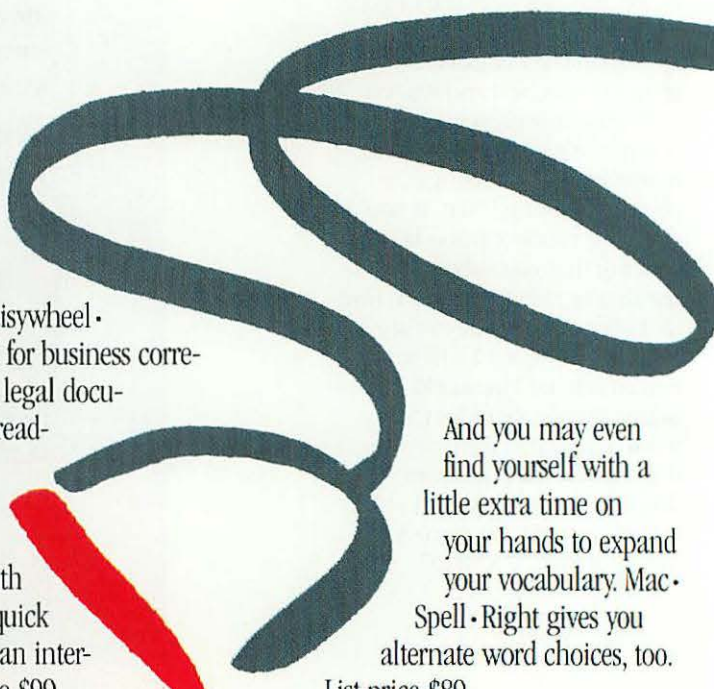 isywheel •
for business corre-
legal docu-
read-
th
quick
an inter-
e $99.
And you may even
find yourself with a
little extra time on
your hands to expand
your vocabulary. Mac •
Spell • Right gives you
alternate word choices, too.
List price $89.